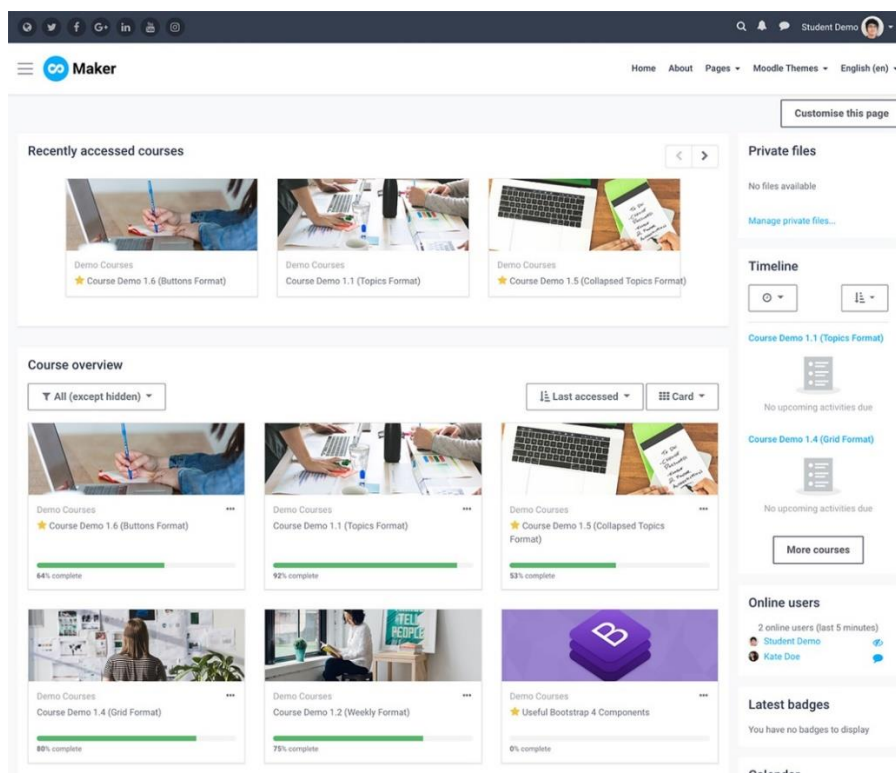 Student Demo
Maker
Home About Pages Moodle Themes English (en)
Customise this page
Recently accessed courses
Demo Courses
Course Demo 1.6 (Buttons Format)
Demo Courses
Course Demo 1.1 (Topics Format)
Demo Courses
Course Demo 1.5 (Collapsed Topics Format)
Private files
No files available
Manage private files...
Timeline
Course Demo 1.1 (Topics Format)
No upcoming activities due
Course Demo 1.4 (Grid Format)
No upcoming activities due
More courses
Course overview
All (except hidden)
Last accessed
Card
Demo Courses
Course Demo 1.6 (Buttons Format)
64% complete
Demo Courses
Course Demo 1.1 (Topics Format)
92% complete
To Do
Demo Courses
Course Demo 1.5 (Collapsed Topics
Format)
53% complete
Demo Courses
Course Demo 1.4 (Grid Format)
80% complete
TELL
PEOPLE
Demo Courses
Course Demo 1.2 (Weekly Format)
75% complete
B
Demo Courses
Useful Bootstrap 4 Components
0% complete
Online users
2 online users (last 5 minutes)
Student Demo
Kate Doe
Latest badges
You have no badges to display